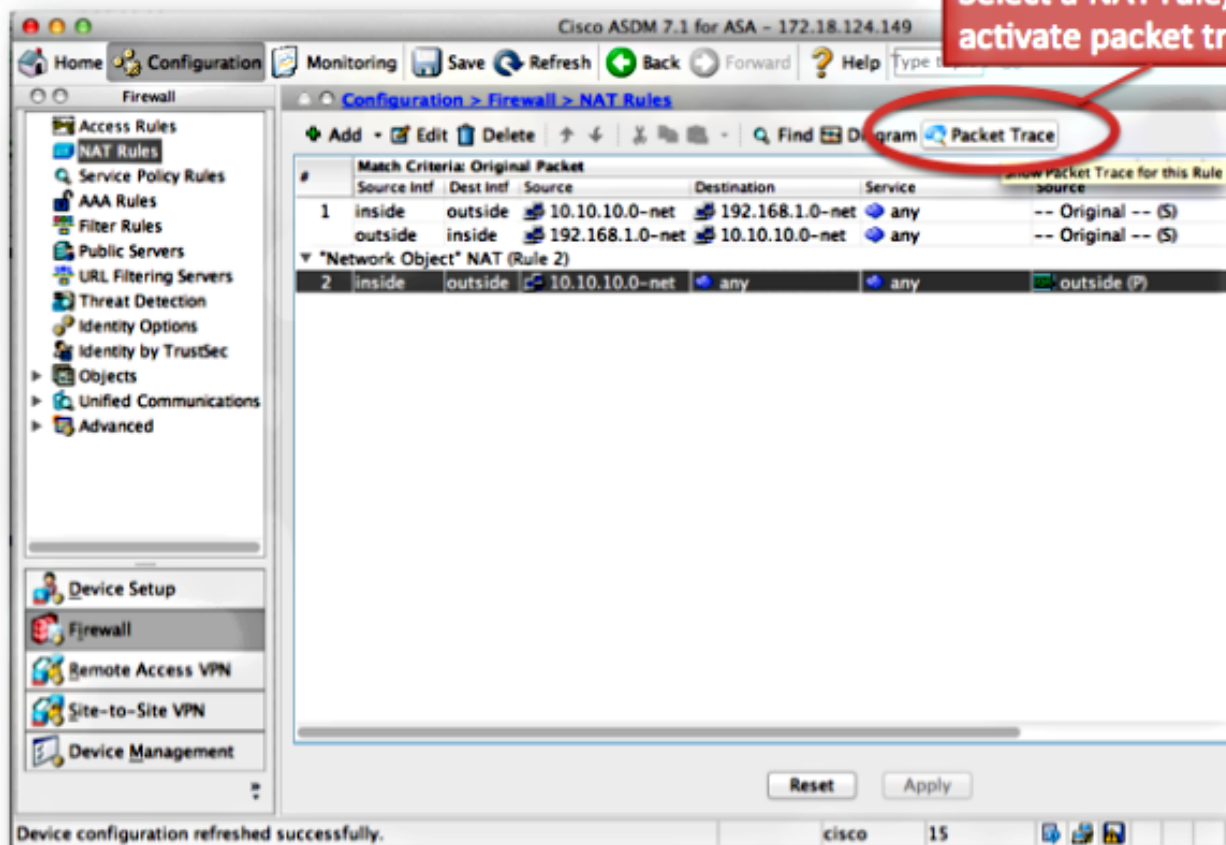 Select a NAT rule,
activate packet tr
Cisco ASDM 7.1 for ASA - 172.18.124.149
Home Configuration Monitoring Save Refresh Back Forward Help Type
Firewall
Configuration > Firewall > NAT Rules
Access Rules
NAT Rules
Service Policy Rules
AAA Rules
Filter Rules
Public Servers
URL Filtering Servers
Threat Detection
Identity Options
Identity by TrustSec
Objects
Unified Communications
Advanced
Add Edit Delete Find Diagram Packet Trace
Show Packet Trace for this Rule
# Match Criteria: Original Packet
Source Intf Dest Intf Source Destination Service Source
1 inside outside 10.10.10.0-net 192.168.1.0-net any -- Original -- (S)
outside inside 192.168.1.0-net 10.10.10.0-net any -- Original -- (S)
"Network Object" NAT (Rule 2)
2 inside outside 10.10.10.0-net any any outside (P)
Device Setup
Firewall
Remote Access VPN
Site-to-Site VPN
Device Management
Reset Apply
Device configuration refreshed successfully. cisco 15